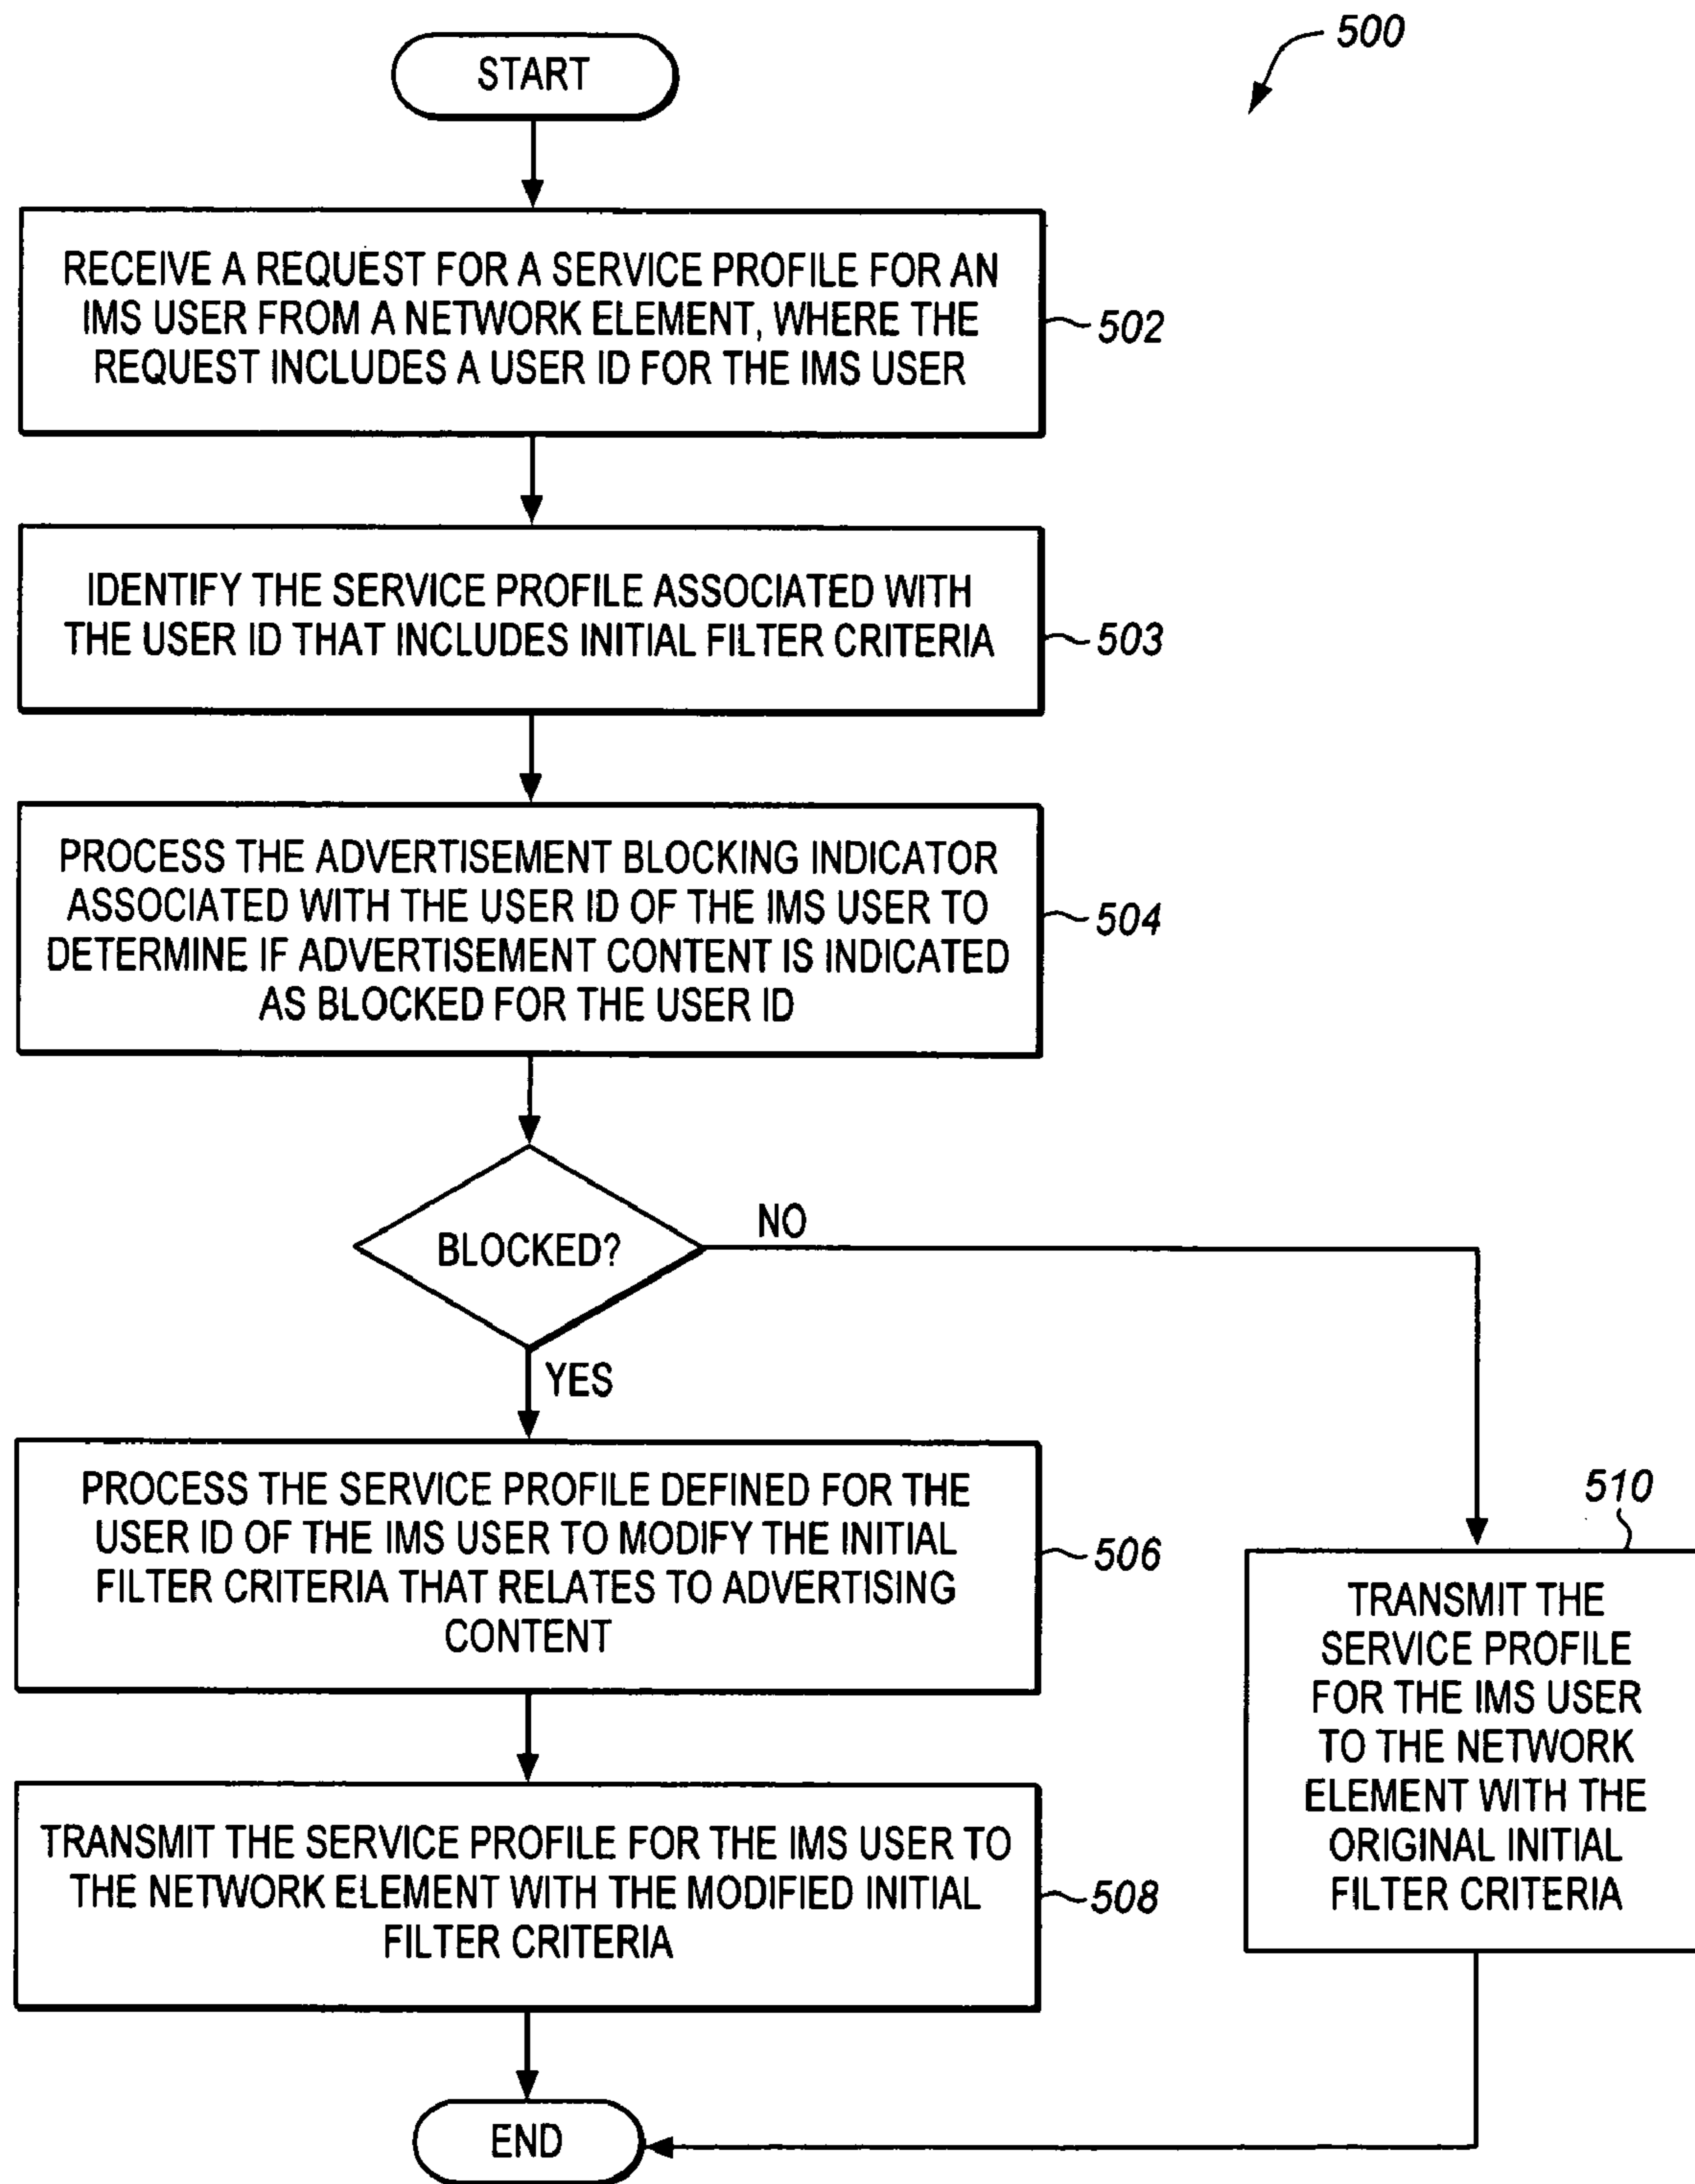 500
START
RECEIVE A REQUEST FOR A SERVICE PROFILE FOR AN
IMS USER FROM A NETWORK ELEMENT, WHERE THE
REQUEST INCLUDES A USER ID FOR THE IMS USER
502
IDENTIFY THE SERVICE PROFILE ASSOCIATED WITH
THE USER ID THAT INCLUDES INITIAL FILTER CRITERIA
503
PROCESS THE ADVERTISEMENT BLOCKING INDICATOR
ASSOCIATED WITH THE USER ID OF THE IMS USER TO
DETERMINE IF ADVERTISEMENT CONTENT IS INDICATED
AS BLOCKED FOR THE USER ID
504
BLOCKED?
NO
YES
PROCESS THE SERVICE PROFILE DEFINED FOR THE
USER ID OF THE IMS USER TO MODIFY THE INITIAL
FILTER CRITERIA THAT RELATES TO ADVERTISING
CONTENT
506
510
TRANSMIT THE
SERVICE PROFILE
FOR THE IMS USER
TO THE NETWORK
ELEMENT WITH THE
ORIGINAL INITIAL
FILTER CRITERIA
TRANSMIT THE SERVICE PROFILE FOR THE IMS USER TO
THE NETWORK ELEMENT WITH THE MODIFIED INITIAL
FILTER CRITERIA
508
END